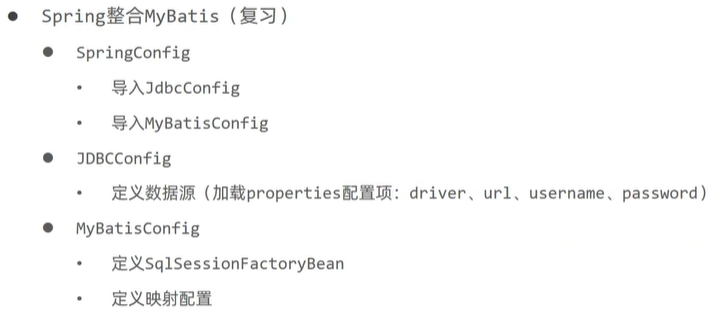 Spring整合MyBatis（复习）
SpringConfig
导入JdbcConfig
导入MyBatisConfig
JDBCConfig
定义数据源（加载properties配置项：driver、url、username、password）
MyBatisConfig
定义SqlSessionFactoryBean
定义映射配置